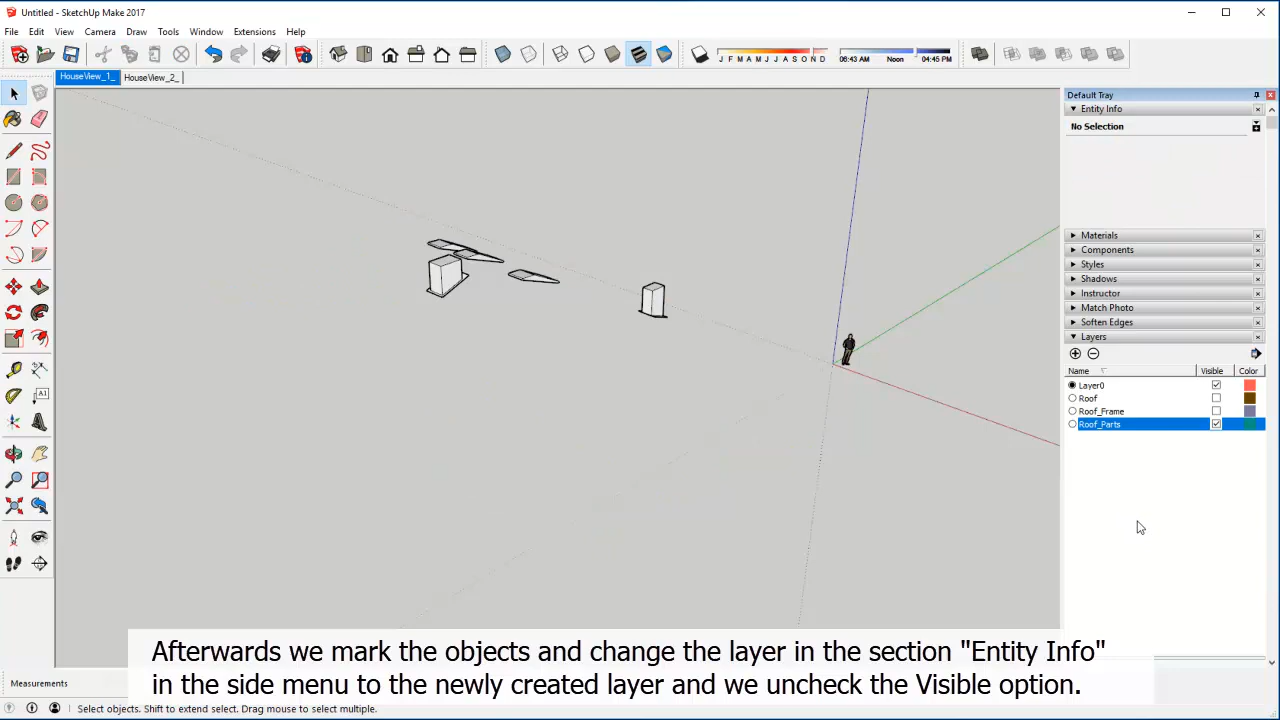 Untitled - SketchUp Make 2017
File Edit View Camera Draw Tools Window Extensions Help
J F M A M J J A S O N D
06:43 AM Noon 04:45 PM
HouseView_1_ HouseView_2_
Default Tray
Entity Info
No Selection
Materials
Components
Styles
Shadows
Instructor
Match Photo
Soften Edges
Layers
Name Visible Color
Layer0
Roof
Roof_Frame
Roof_Parts
A1
Afterwards we mark the objects and change the layer in the section "Entity Info"
in the side menu to the newly created layer and we uncheck the Visible option.
Measurements
Select objects. Shift to extend select. Drag mouse to select multiple.